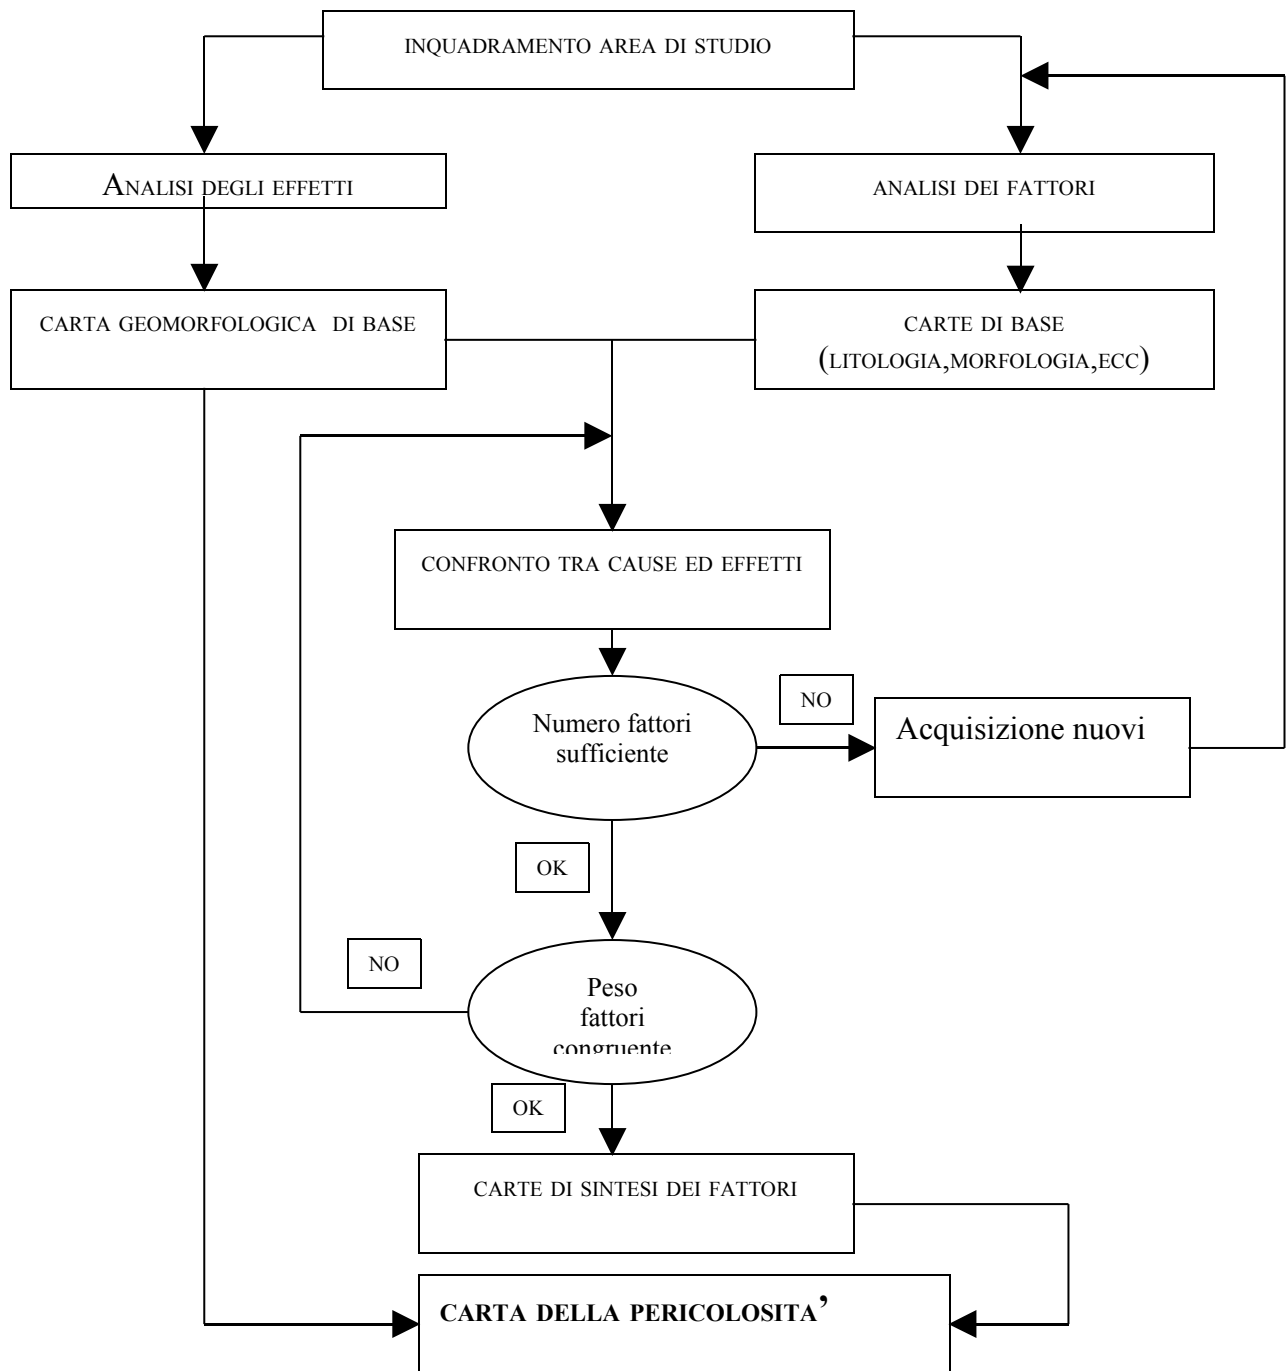 INQUADRAMENTO AREA DI STUDIO
ANALISI DEGLI EFFETTI
ANALISI DEI FATTORI
CARTA GEOMORFOLOGICA DI BASE
CARTE DI BASE
(LITOLOGIA,MORFOLOGIA,ECC)
CONFRONTO TRA CAUSE ED EFFETTI
Numero fattori
sufficiente
NO
Acquisizione nuovi
OK
NO
Peso
fattori
congruente
OK
CARTE DI SINTESI DEI FATTORI
CARTA DELLA PERICOLOSITA’